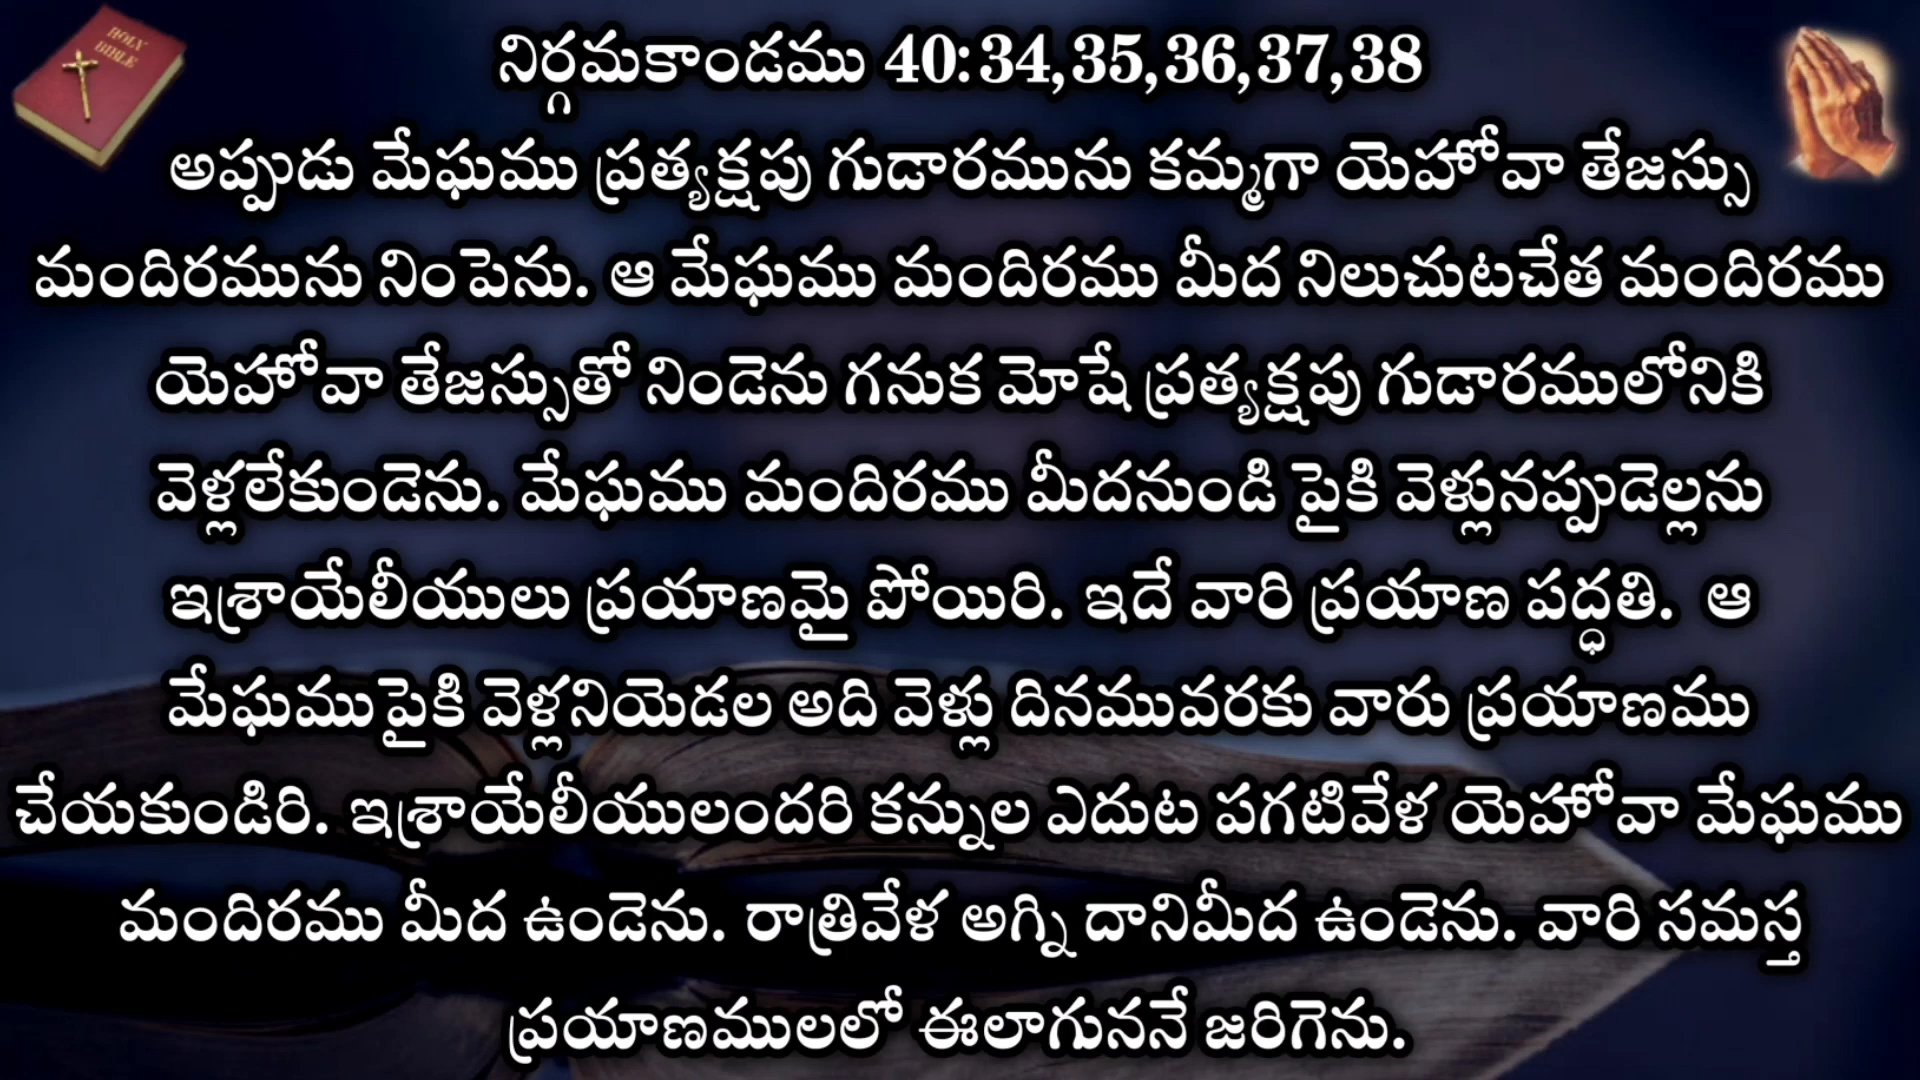 HOLY
BIBLE
నిర్గమకాండము 40:34,35,36,37,38
అప్పుడు మేఘము ప్రత్యక్షపు గుడారమును కమ్మగా యెహోవా తేజస్సు
మందిరమును నింపెను. ఆ మేఘము మందిరము మీద నిలుచుటచేత మందిరము
యెహోవా తేజస్సుతో నిండెను గనుక మోషే ప్రత్యక్షపు గుడారములోనికి
వెళ్లలేకుండెను. మేఘము మందిరము మీదనుండి పైకి వెళ్లునప్పుడెల్లను
ఇశ్రాయేలీయులు ప్రయాణమై పోయిరి. ఇదే వారి ప్రయాణ పద్ధతి. ఆ
మేఘముపైకి వెళ్లనియెడల అది వెళ్లు దినమువరకు వారు ప్రయాణము
చేయకుండిరి. ఇశ్రాయేలీయులందరి కన్నుల ఎదుట పగటివేళ యెహోవా మేఘము
మందిరము మీద ఉండెను. రాత్రివేళ అగ్ని దానిమీద ఉండెను. వారి సమస్త
ప్రయాణములలో ఈలాగుననే జరిగెను.